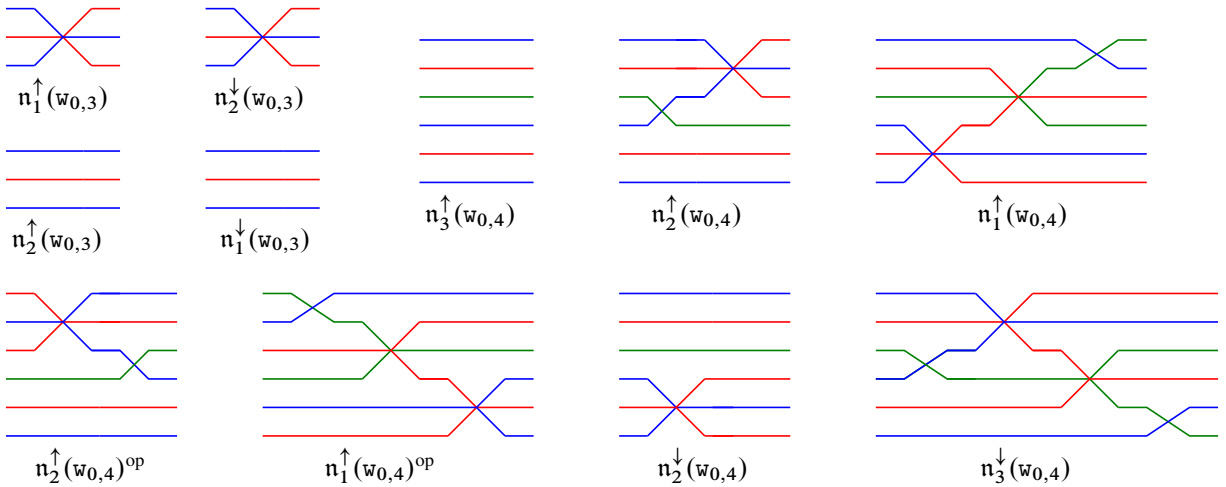 𝔫₁↑(w₀,₃)
𝔫₂↓(w₀,₃)
𝔫₃↑(w₀,₄)
𝔫₂↑(w₀,₄)
𝔫₁↑(w₀,₄)
𝔫₂↑(w₀,₃)
𝔫₁↓(w₀,₃)
𝔫₂↑(w₀,₄)ᵒᵖ
𝔫₁↑(w₀,₄)ᵒᵖ
𝔫₂↓(w₀,₄)
𝔫₃↓(w₀,₄)